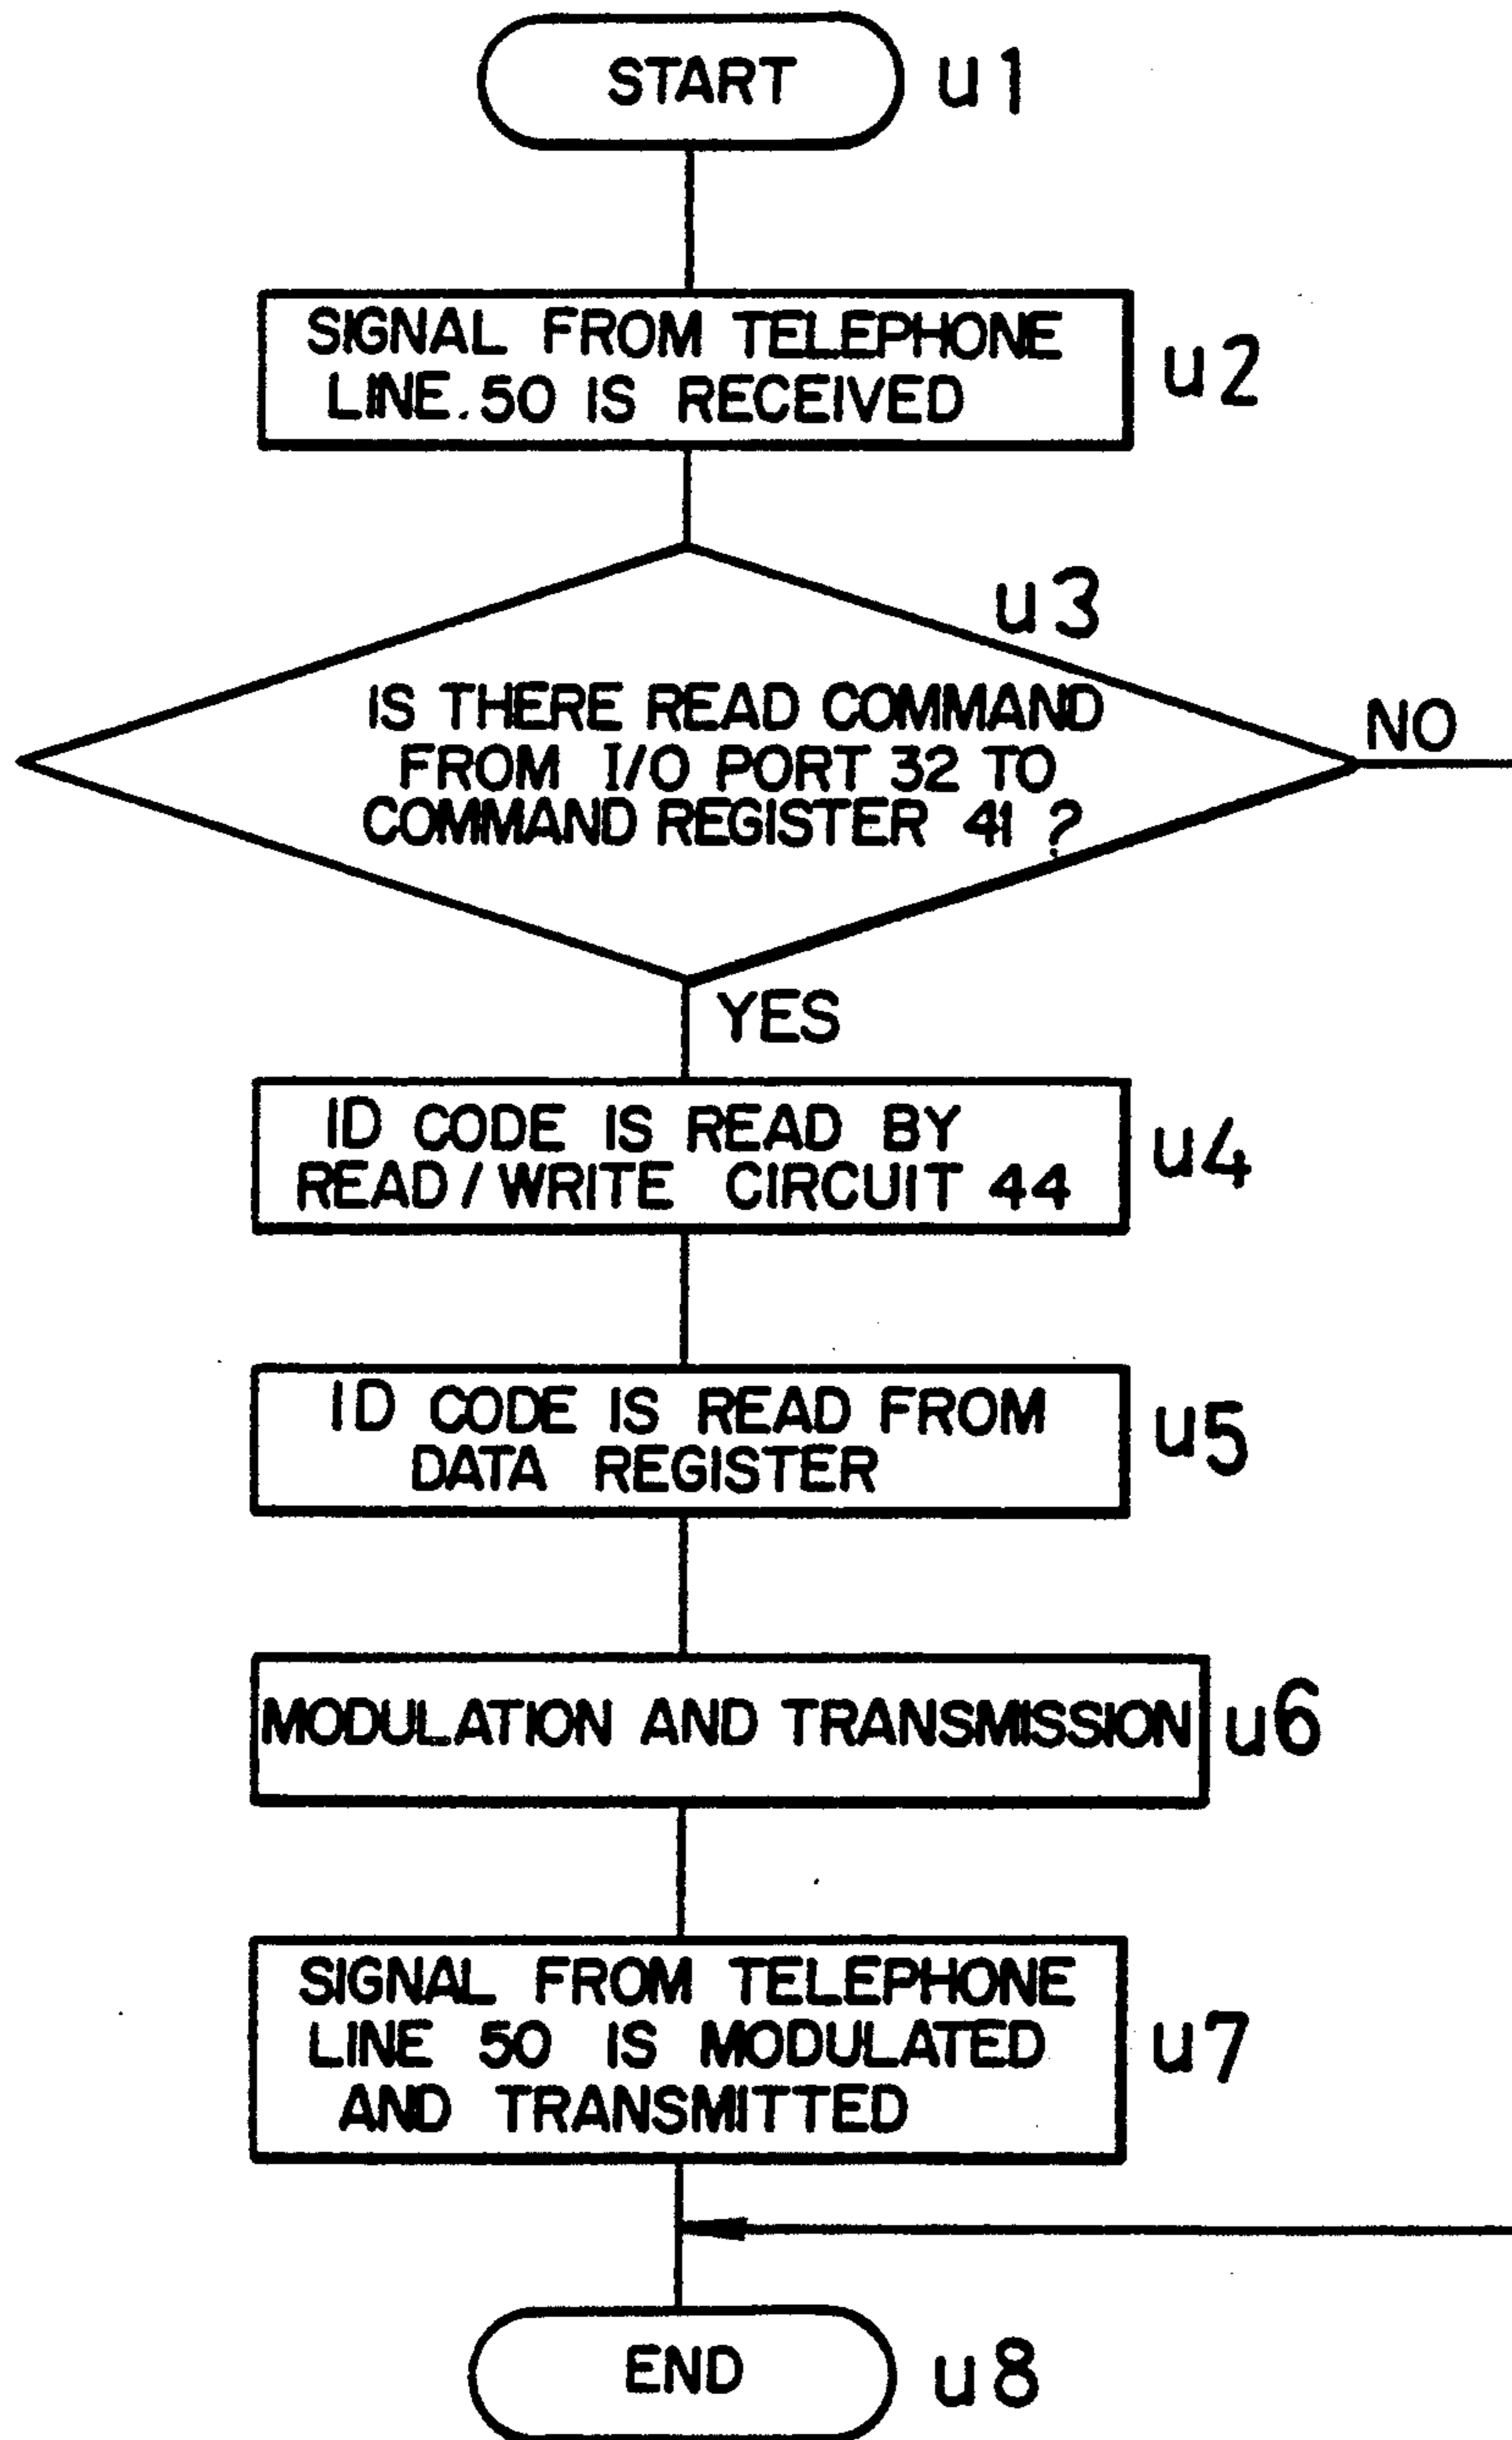 START u1
SIGNAL FROM TELEPHONE
LINE.50 IS RECEIVED
u2
u3
IS THERE READ COMMAND
FROM I/O PORT 32 TO
COMMAND REGISTER 41 ?
NO
YES
ID CODE IS READ BY
READ/WRITE CIRCUIT 44
u4
ID CODE IS READ FROM
DATA REGISTER
u5
MODULATION AND TRANSMISSION u6
SIGNAL FROM TELEPHONE
LINE 50 IS MODULATED
AND TRANSMITTED
u7
END u8